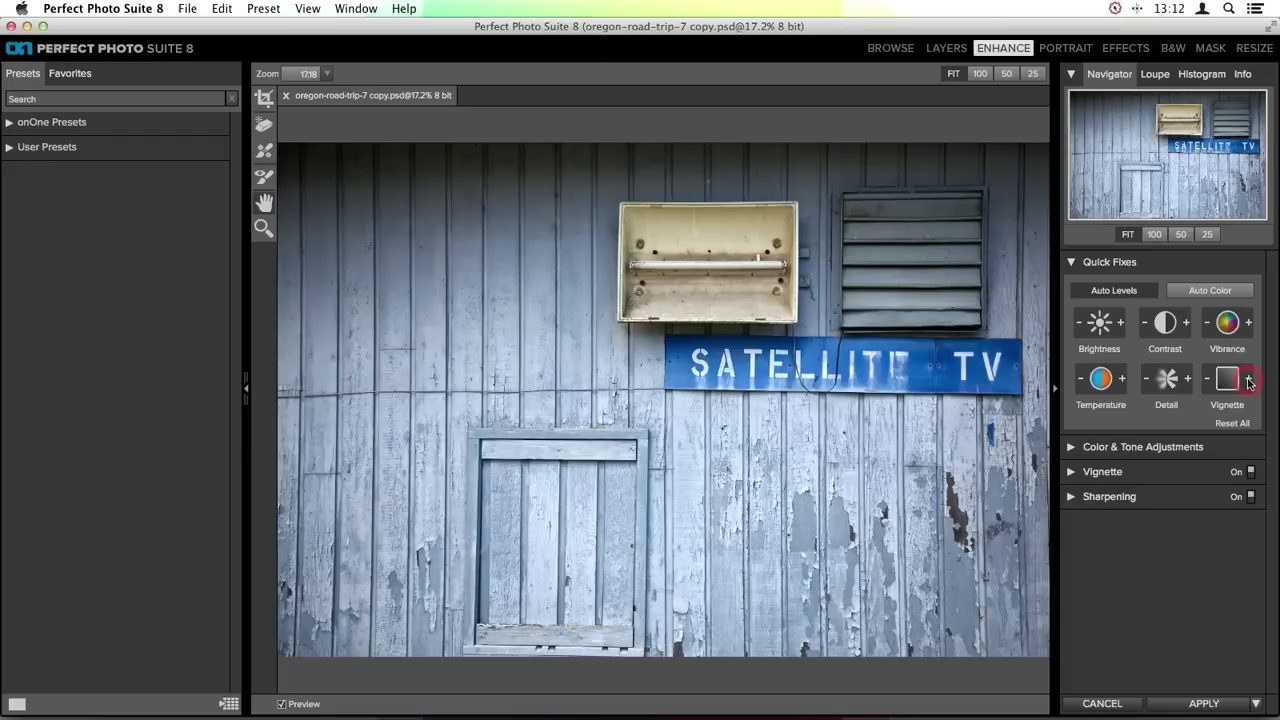 Perfect Photo Suite 8 File Edit Preset View Window Help 13:12
Perfect Photo Suite 8 (oregon-road-trip-7 copy.psd@17.2% 8 bit)
on PERFECT PHOTO SUITE 8 BROWSE LAYERS ENHANCE PORTRAIT EFFECTS B&W MASK RESIZE
Presets Favorites Zoom 17.18 FIT 100 50 25 Navigator Loupe Histogram Info
Search
oregon-road-trip-7 copy.psd@17.2% 8 bit
onOne Presets
User Presets
SATELLITE TV
FIT 100 50 25
Quick Fixes
Auto Levels Auto Color
- + - + - +
Brightness Contrast Vibrance
SATELLITE TV
- + - + - +
Temperature Detail Vignette
Reset All
Color & Tone Adjustments
Vignette On
Sharpening On
Preview CANCEL APPLY